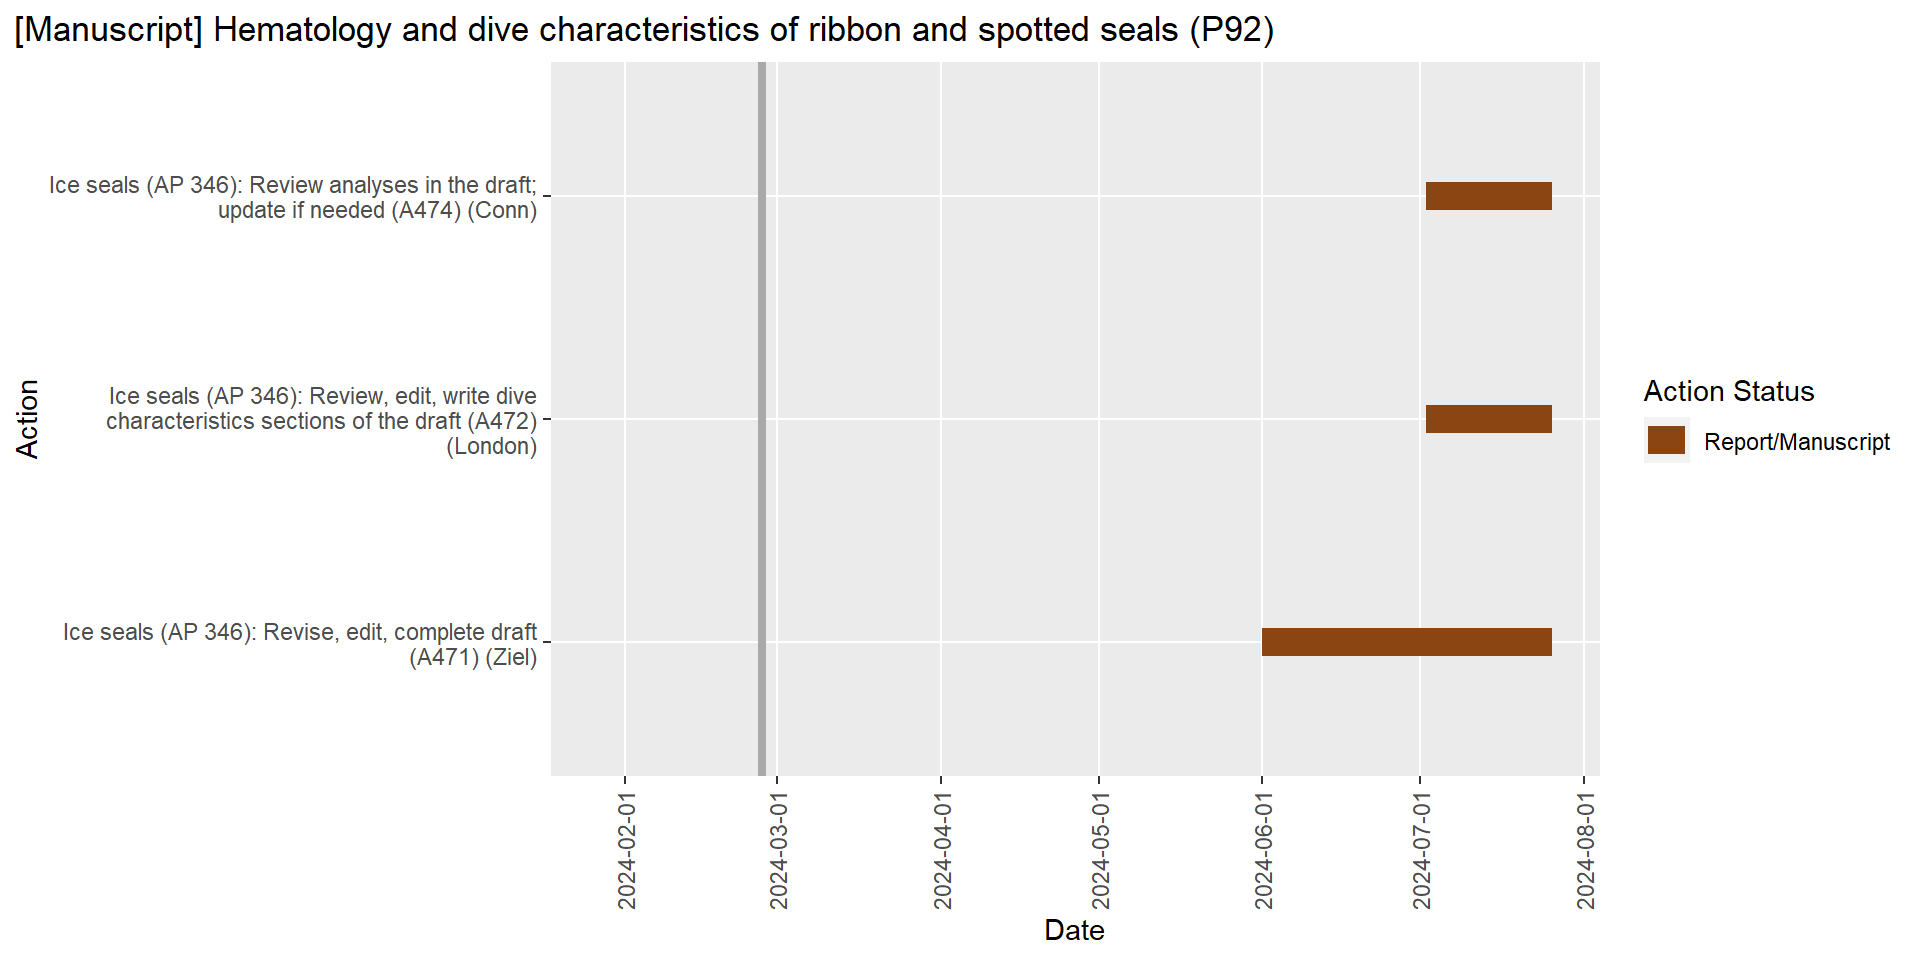 [Manuscript] Hematology and dive characteristics of ribbon and spotted seals (P92)
Ice seals (AP 346): Review analyses in the draft;
update if needed (A474) (Conn)
Ice seals (AP 346): Review, edit, write dive
characteristics sections of the draft (A472)
(London)
Ice seals (AP 346): Revise, edit, complete draft
(A471) (Ziel)
Action
2024-02-01
2024-03-01
2024-04-01
2024-05-01
2024-06-01
2024-07-01
2024-08-01
Date
Action Status
Report/Manuscript